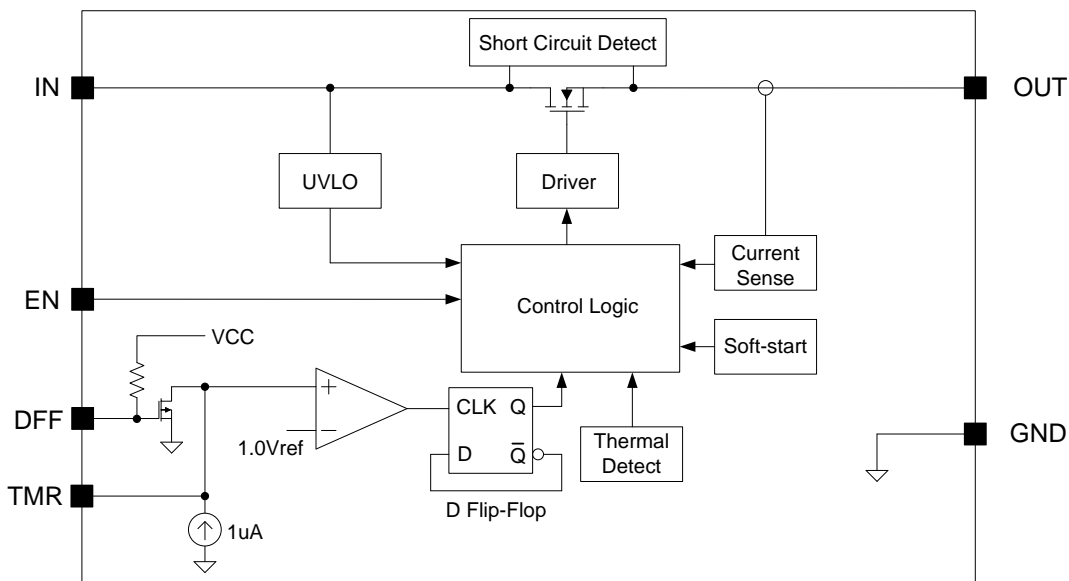 Short Circuit Detect
IN
OUT
UVLO
Driver
Current
Sense
EN
Control Logic
VCC
Soft-start
DFF
+
−
1.0Vref
CLK Q
D Q̅
Thermal
Detect
GND
TMR
D Flip-Flop
1uA